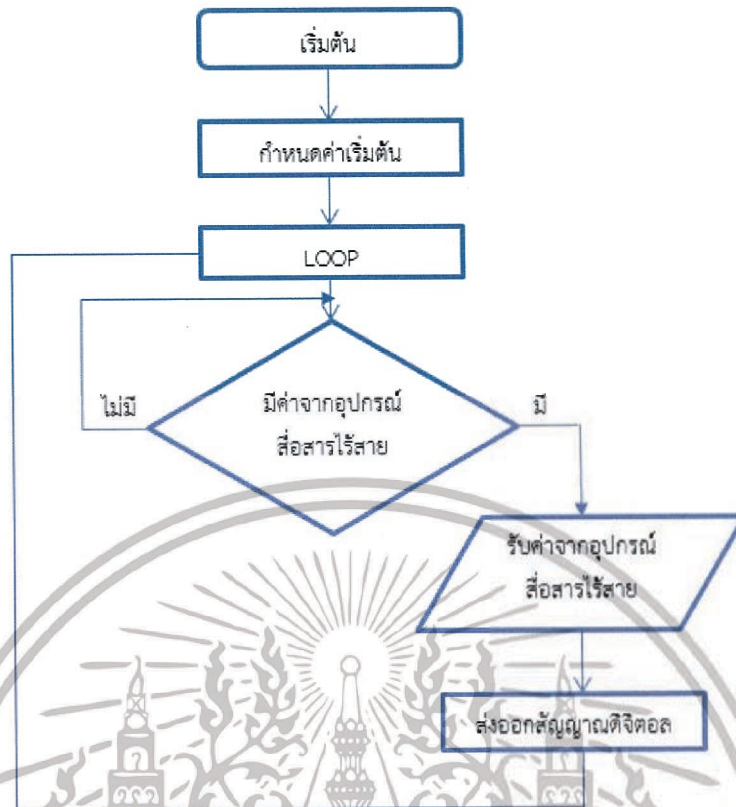 เริ่มต้น
กำหนดค่าเริ่มต้น
LOOP
ไม่มี
มีค่าจากอุปกรณ์
สื่อสารไร้สาย
มี
รับค่าจากอุปกรณ์
สื่อสารไร้สาย
ส่งออกสัญญาณดิจิตอล